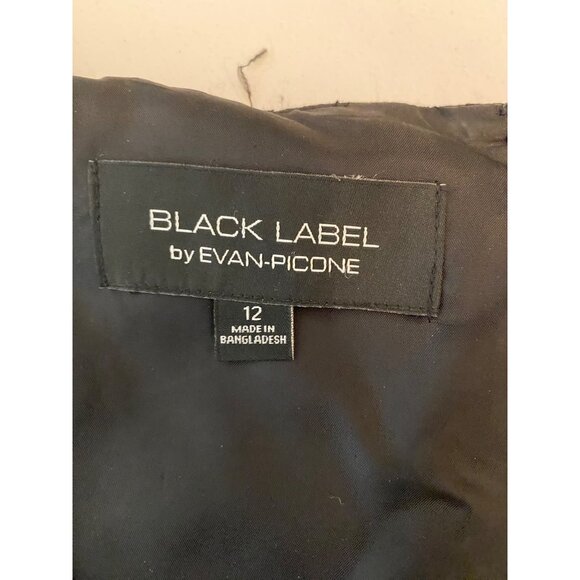 BLACK LABEL
by EVAN-PICONE
12
MADE IN
BANGLADESH